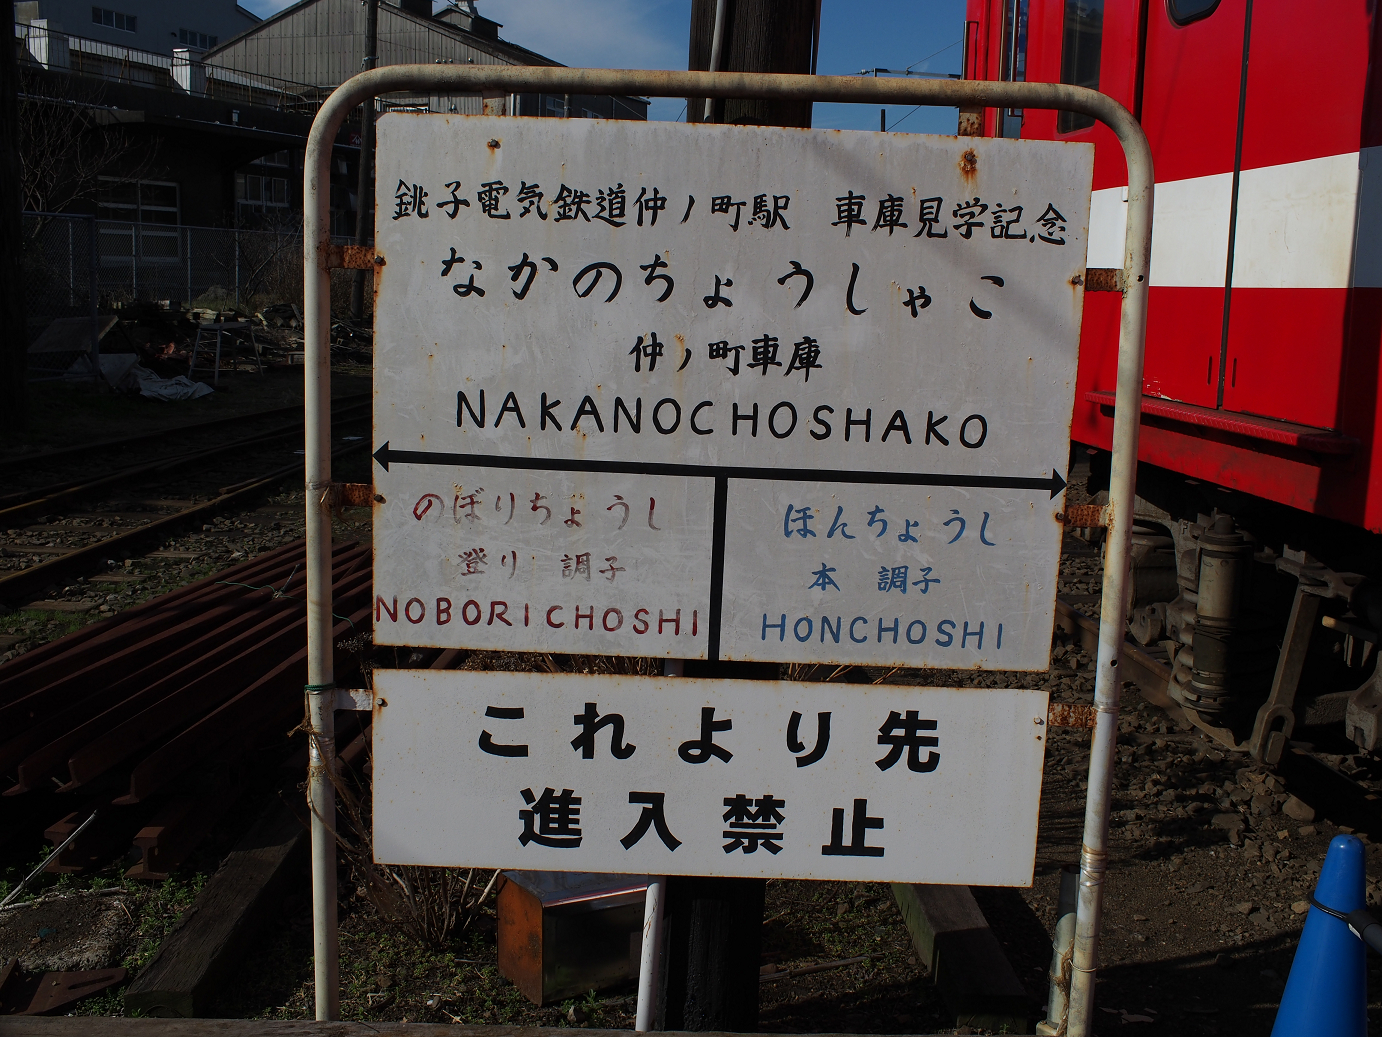 銚子電気鉄道仲ノ町駅 車庫見学記念
なかのちょうしゃこ
仲ノ町車庫
NAKANOCHOSHAKO
のぼりちょうし
登り 調子
NOBORICHOSHI
ほんちょうし
本 調子
HONCHOSHI
これより先
進入禁止